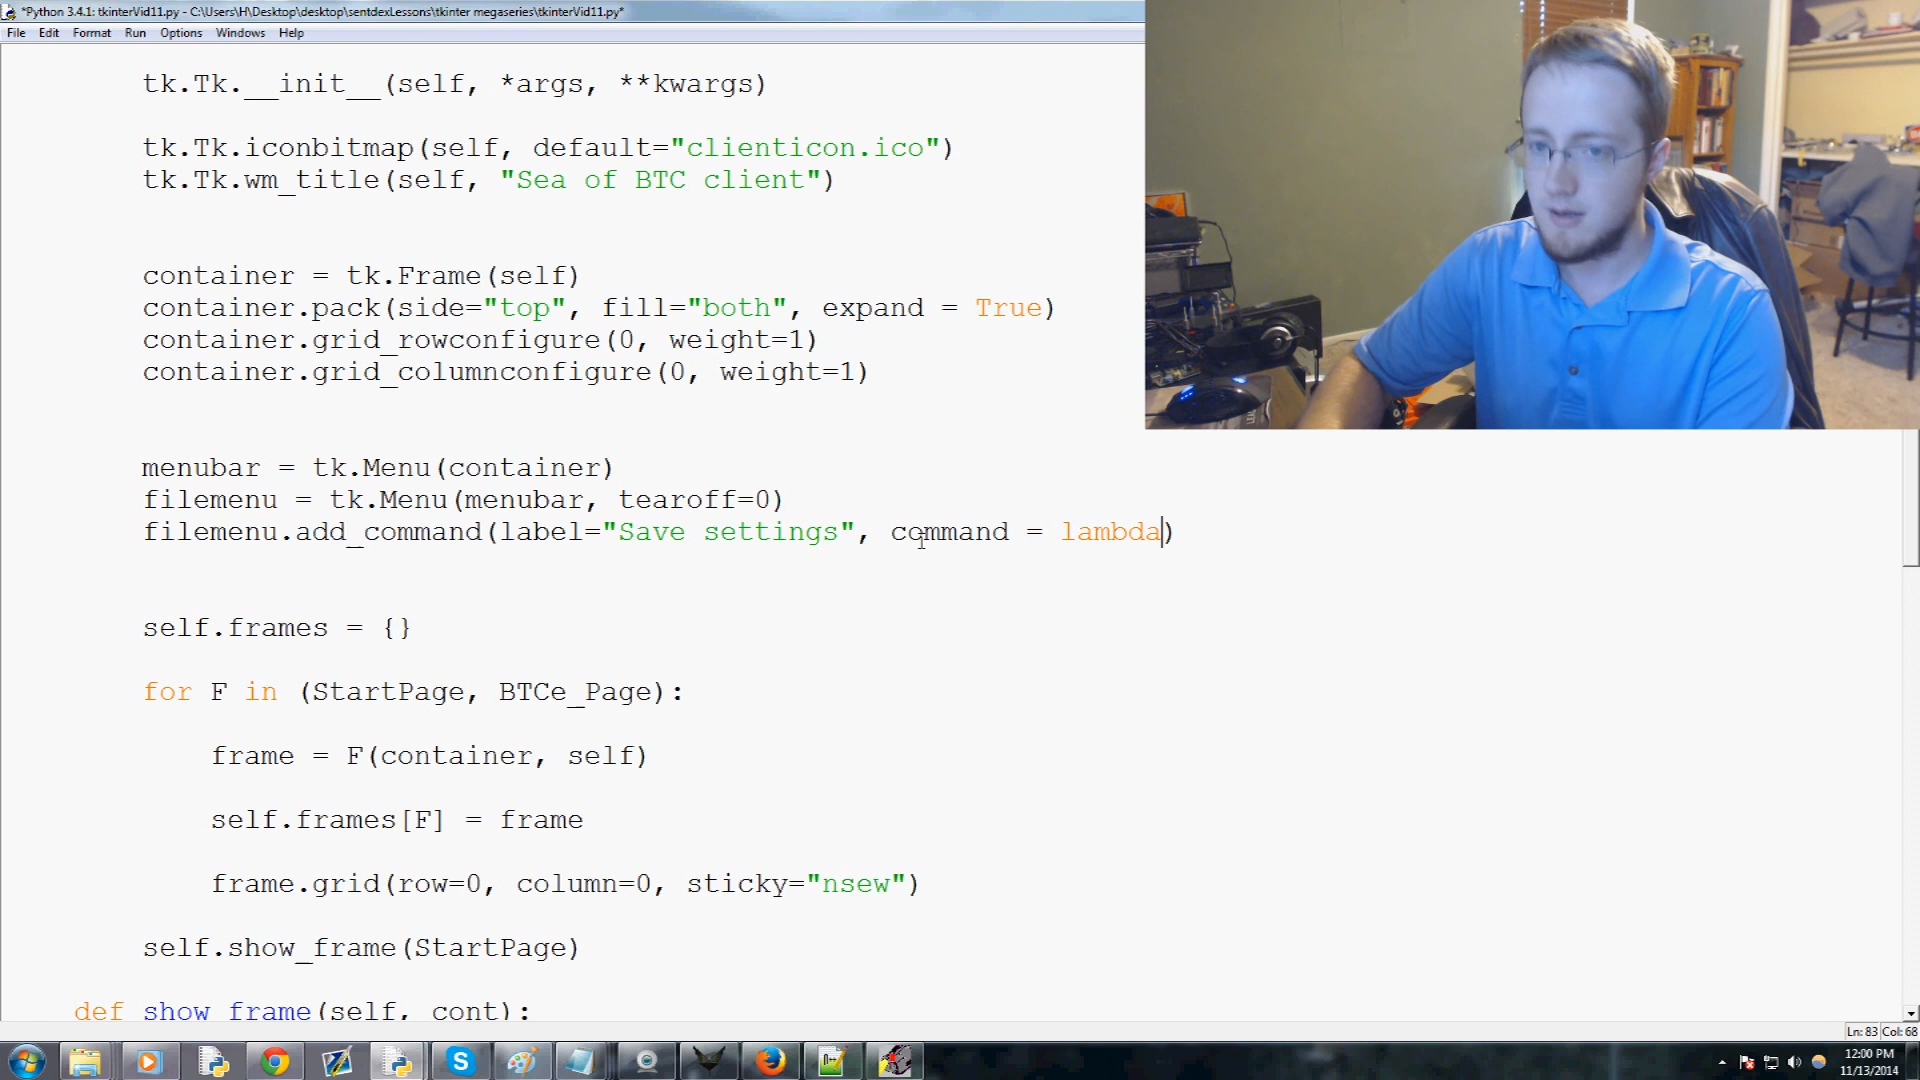 *Python 3.4.1: tkinterVid11.py - C:\Users\H\Desktop\desktop\sentdexLessons\tkinter megaseries\tkinterVid11.py*
File Edit Format Run Options Windows Help
tk.Tk.__init__(self, *args, **kwargs)
tk.Tk.iconbitmap(self, default="clienticon.ico")
tk.Tk.wm_title(self, "Sea of BTC client")
container = tk.Frame(self)
container.pack(side="top", fill="both", expand = True)
container.grid_rowconfigure(0, weight=1)
container.grid_columnconfigure(0, weight=1)
menubar = tk.Menu(container)
filemenu = tk.Menu(menubar, tearoff=0)
filemenu.add_command(label="Save settings", command = lambda)
self.frames = {}
for F in (StartPage, BTCe_Page):
frame = F(container, self)
self.frames[F] = frame
frame.grid(row=0, column=0, sticky="nsew")
self.show_frame(StartPage)
def show_frame(self, cont):
Ln: 83 Col: 68
12:00 PM
11/13/2014